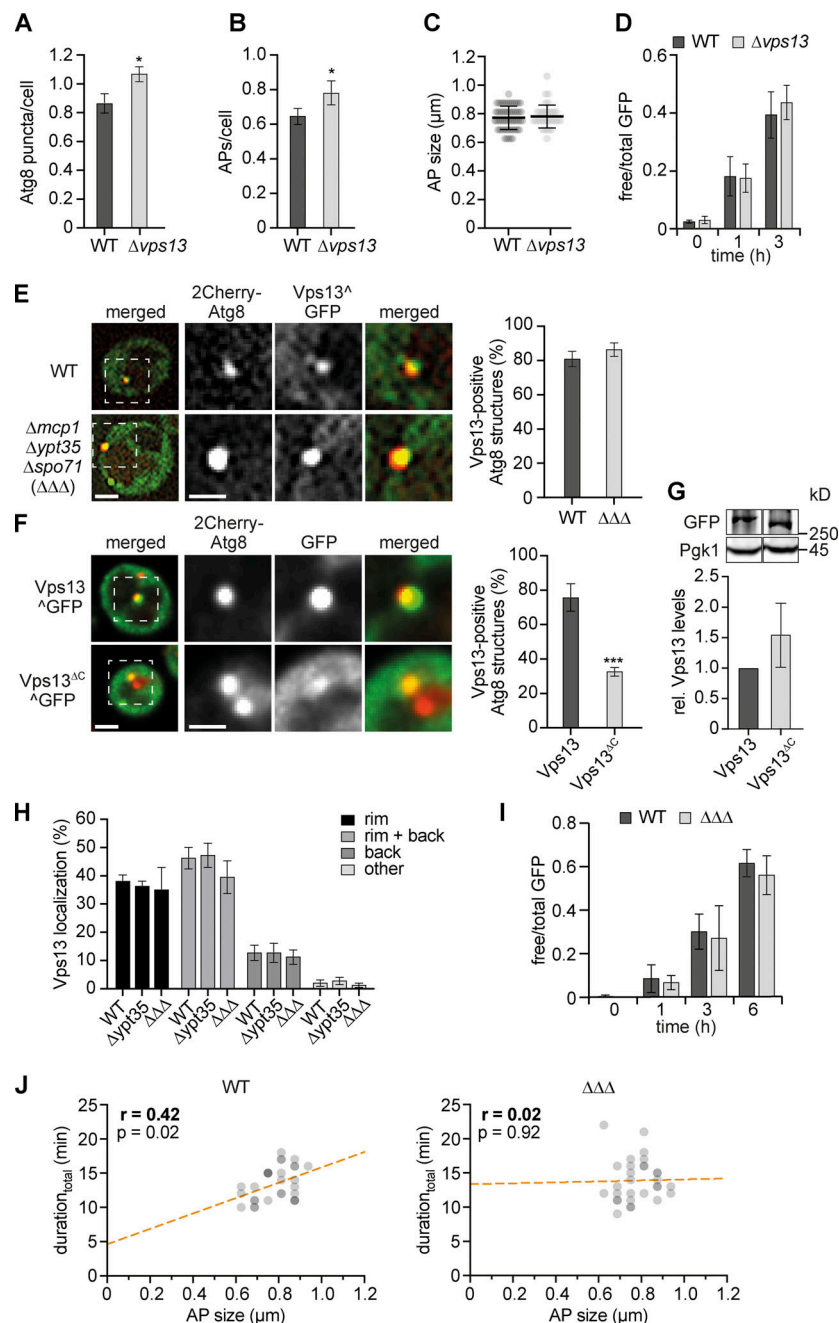 A
Atg8 puncta/cell
1.2
1.0
0.8
0.6
0.4
0.2
0
*
WT Δvps13
B
APs/cell
1.0
0.8
0.6
0.4
0.2
0
*
WT Δvps13
C
AP size (µm)
1.2
1.0
0.8
0.6
0.4
0.2
0
WT Δvps13
D
WT Δvps13
free/total GFP
0.6
0.4
0.2
0
0 1 3
time (h)
E
merged
2Cherry-
Atg8
Vps13^
GFP
merged
WT
Δmcp1
Δypt35
Δspo71
(ΔΔΔ)
Vps13-positive
Atg8 structures (%)
100
80
60
40
20
0
WT ΔΔΔ
F
merged
2Cherry-
Atg8
GFP
merged
Vps13
^GFP
Vps13ΔC
^GFP
Vps13-positive
Atg8 structures (%)
100
80
60
40
20
0
***
Vps13
Vps13ΔC
G
kD
GFP
250
Pgk1
45
rel. Vps13 levels
2.5
2.0
1.5
1.0
0.5
0
Vps13
Vps13ΔC
H
Vps13 localization (%)
60
50
40
30
20
10
0
rim
rim + back
back
other
WT
Δypt35
ΔΔΔ
WT
Δypt35
ΔΔΔ
WT
Δypt35
ΔΔΔ
WT
Δypt35
ΔΔΔ
I
WT ΔΔΔ
free/total GFP
0.8
0.6
0.4
0.2
0
0 1 3 6
time (h)
J
WT
r = 0.42
p = 0.02
durationtotal (min)
25
20
15
10
5
0
0 0.2 0.4 0.6 0.8 1.0 1.2
AP size (µm)
ΔΔΔ
r = 0.02
p = 0.92
durationtotal (min)
25
20
15
10
5
0
0 0.2 0.4 0.6 0.8 1.0 1.2
AP size (µm)